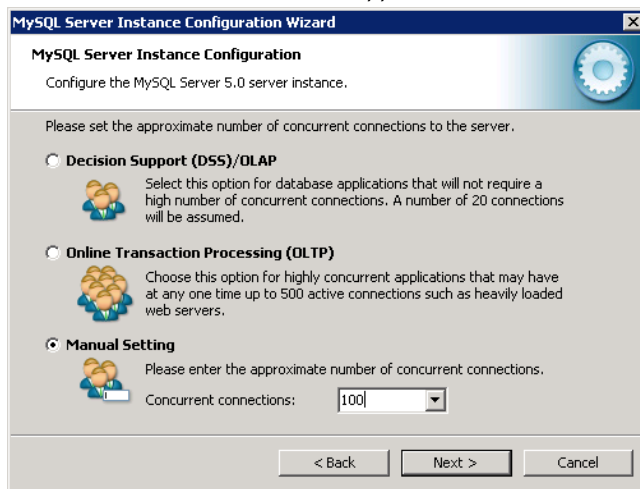 MySQL Server Instance Configuration Wizard
MySQL Server Instance Configuration
Configure the MySQL Server 5.0 server instance.
Please set the approximate number of concurrent connections to the server.
Decision Support (DSS)/OLAP
Select this option for database applications that will not require a
high number of concurrent connections. A number of 20 connections
will be assumed.
Online Transaction Processing (OLTP)
Choose this option for highly concurrent applications that may have
at any one time up to 500 active connections such as heavily loaded
web servers.
Manual Setting
Please enter the approximate number of concurrent connections.
Concurrent connections: 100
< Back Next > Cancel